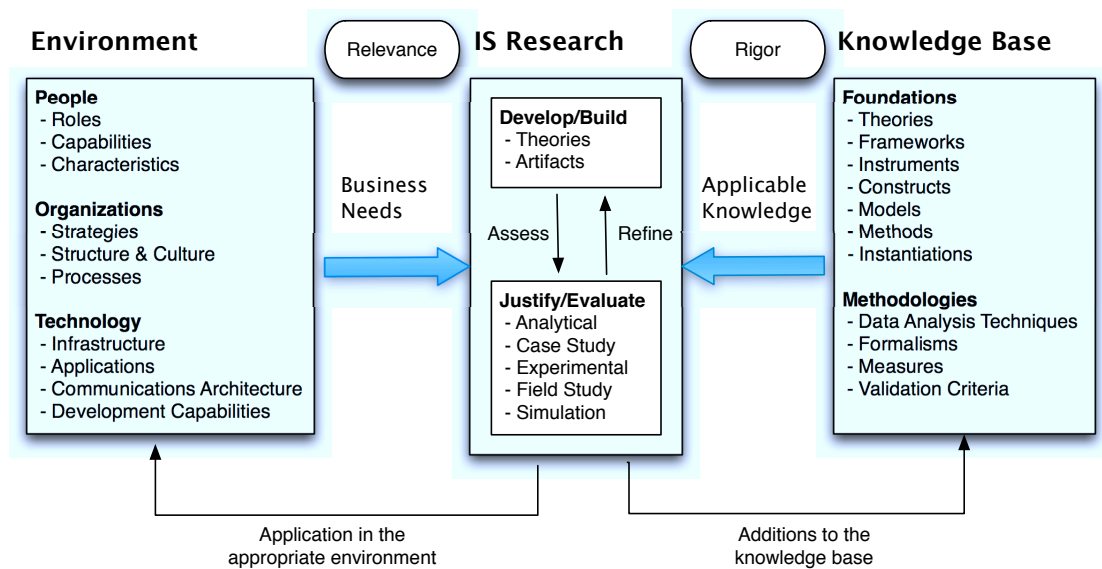 Environment
Relevance
IS Research
Rigor
Knowledge Base
People
- Roles
- Capabilities
- Characteristics
Organizations
- Strategies
- Structure & Culture
- Processes
Technology
- Infrastructure
- Applications
- Communications Architecture
- Development Capabilities
Business
Needs
Develop/Build
- Theories
- Artifacts
Assess
Refine
Justify/Evaluate
- Analytical
- Case Study
- Experimental
- Field Study
- Simulation
Applicable
Knowledge
Foundations
- Theories
- Frameworks
- Instruments
- Constructs
- Models
- Methods
- Instantiations
Methodologies
- Data Analysis Techniques
- Formalisms
- Measures
- Validation Criteria
Application in the
appropriate environment
Additions to the
knowledge base